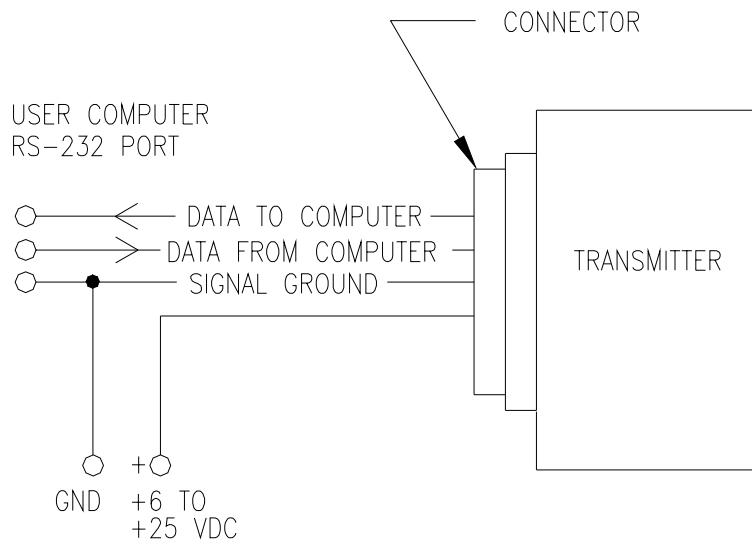 CONNECTOR
USER COMPUTER
RS-232 PORT
DATA TO COMPUTER
DATA FROM COMPUTER
SIGNAL GROUND
TRANSMITTER
+
GND
+6 TO
+25 VDC